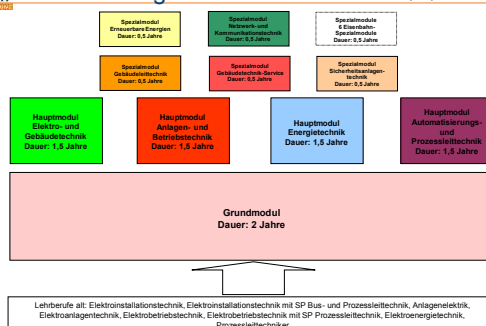 Spezialmodul
Erneuerbare Energien
Dauer: 0,5 Jahre
Spezialmodul
Netzwerk- und
Kommunikationstechnik
Dauer: 0,5 Jahre
Spezialmodule
6 Eisenbahn-
Spezialmodule
Dauer: 0,5 Jahre
Spezialmodul
Gebäudeleittechnik
Dauer: 0,5 Jahre
Spezialmodul
Gebäudetechnik-Service
Dauer: 0,5 Jahre
Spezialmodul
Sicherheitsanlagen-
technik
Dauer: 0,5 Jahre
Hauptmodul
Elektro- und
Gebäudetechnik
Dauer: 1,5 Jahre
Hauptmodul
Anlagen- und
Betriebstechnik
Dauer: 1,5 Jahre
Hauptmodul
Energietechnik
Dauer: 1,5 Jahre
Hauptmodul
Automatisierungs-
und
Prozessleittechnik
Dauer: 1,5 Jahre
Grundmodul
Dauer: 2 Jahre
Lehrberufe alt: Elektroinstallationstechnik, Elektroinstallationstechnik mit SP Bus- und Prozessleittechnik, Anlagenelektrik,
Elektroanlagentechnik, Elektrobetriebstechnik, Elektrobetriebstechnik mit SP Prozessleittechnik, Elektroenergietechnik,
Prozessleittechniker